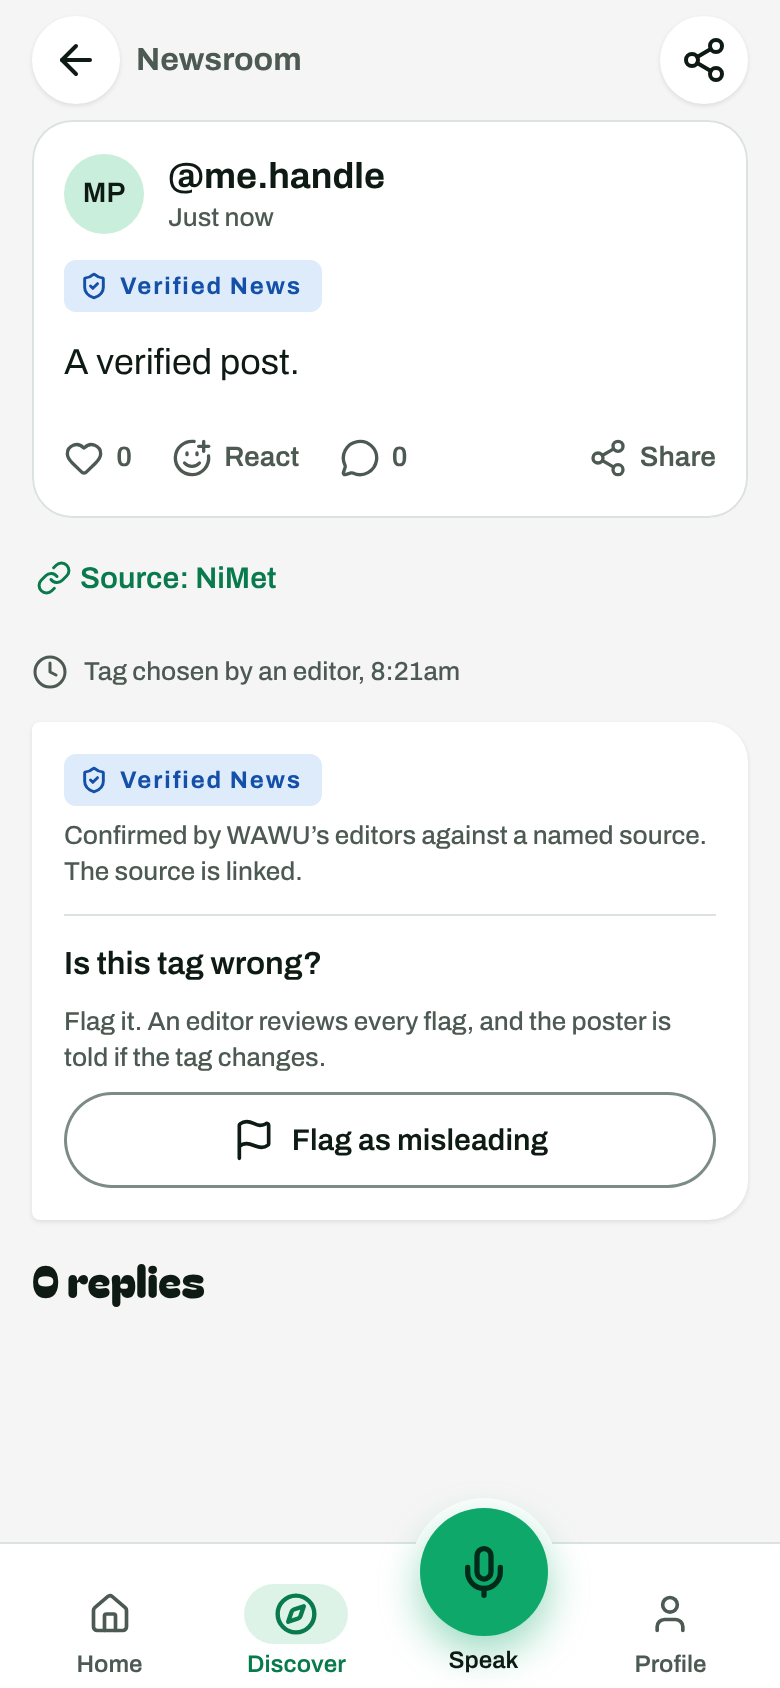 Newsroom
MP
@me.handle
Just now
Verified News
A verified post.
0 React 0 Share
Source: NiMet
Tag chosen by an editor, 8:21am
Verified News
Confirmed by WAWU’s editors against a named source.
The source is linked.
Is this tag wrong?
Flag it. An editor reviews every flag, and the poster is
told if the tag changes.
Flag as misleading
0 replies
Home Discover Speak Profile